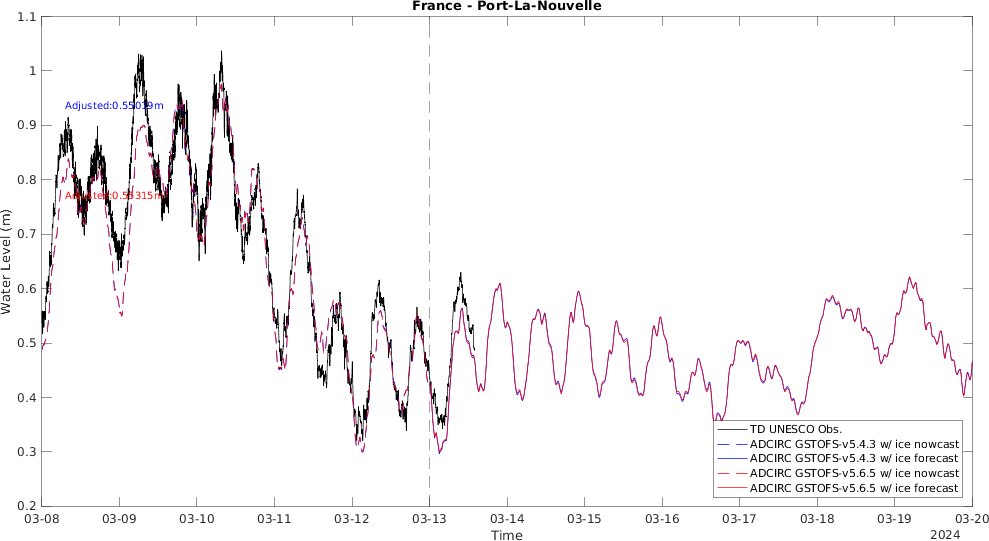 France - Port-La-Nouvelle
Water Level (m)
1.1
1
0.9
0.8
0.7
0.6
0.5
0.4
0.3
0.2
Adjusted:0.55019m
Adjusted:0.55315m
TD UNESCO Obs.
ADCIRC GSTOFS-v5.4.3 w/ ice nowcast
ADCIRC GSTOFS-v5.4.3 w/ ice forecast
ADCIRC GSTOFS-v5.6.5 w/ ice nowcast
ADCIRC GSTOFS-v5.6.5 w/ ice forecast
03-08 03-09 03-10 03-11 03-12 03-13 03-14 03-15 03-16 03-17 03-18 03-19 03-20
Time
2024